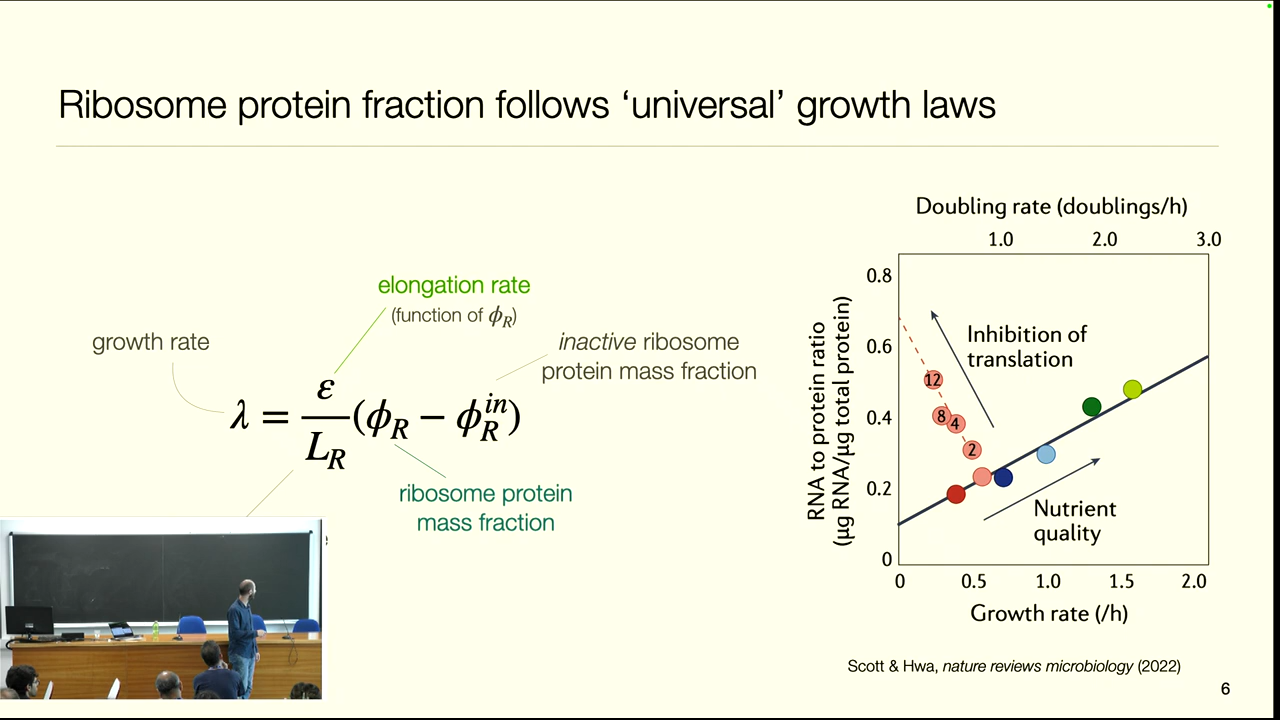 Ribosome protein fraction follows ‘universal’ growth laws
elongation rate
(function of ϕ_R)
growth rate
inactive ribosome
protein mass fraction
λ = ε/L_R (ϕ_R − ϕ_R^in)
ribosome protein
mass fraction
Doubling rate (doublings/h)
1.0 2.0 3.0
RNA to protein ratio
(µg RNA/µg total protein)
0.8
0.6
0.4
0.2
0
Inhibition of
translation
12
8 4
2
Nutrient
quality
0 0.5 1.0 1.5 2.0
Growth rate (/h)
Scott & Hwa, nature reviews microbiology (2022)
6